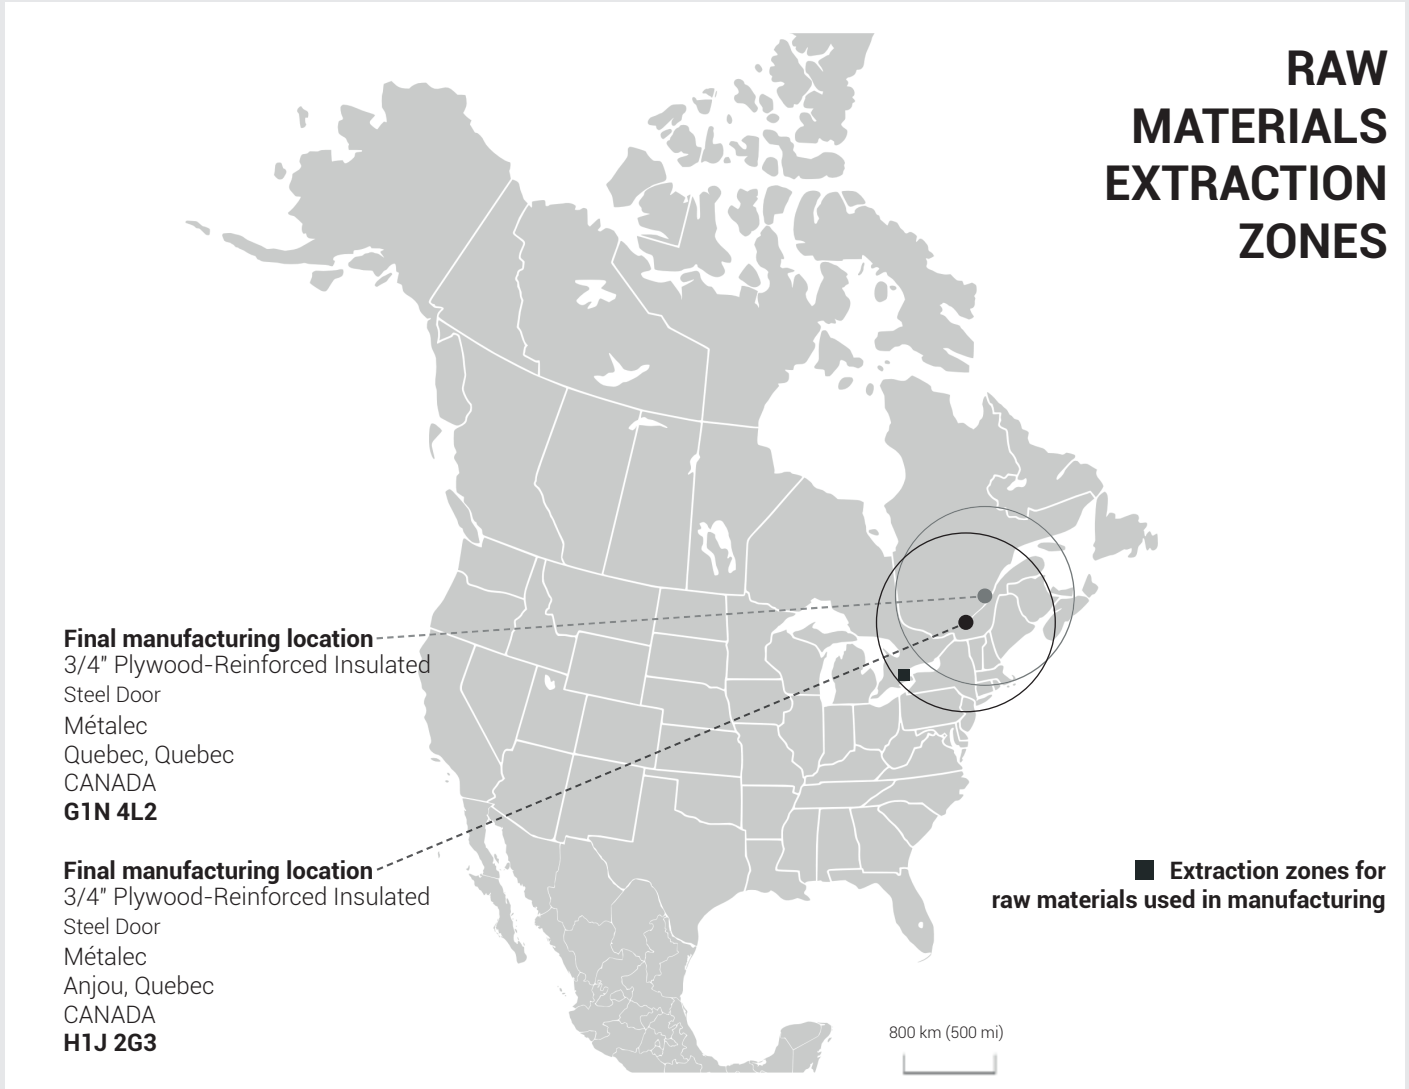 RAW
MATERIALS
EXTRACTION
ZONES
Final manufacturing location
3/4" Plywood-Reinforced Insulated
Steel Door
Métalec
Quebec, Quebec
CANADA
G1N 4L2
Final manufacturing location
3/4" Plywood-Reinforced Insulated
Steel Door
Métalec
Anjou, Quebec
CANADA
H1J 2G3
Extraction zones for
raw materials used in manufacturing
800 km (500 mi)